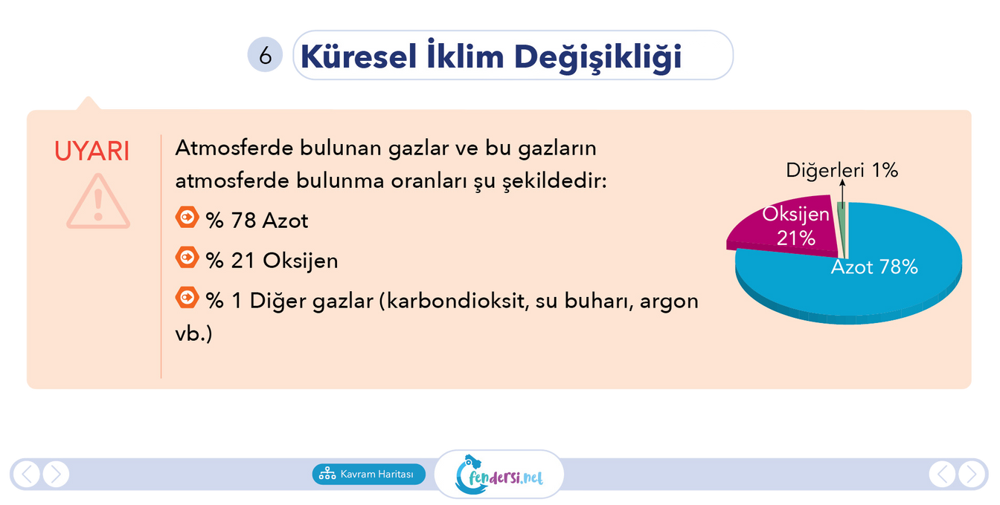 6
Küresel İklim Değişikliği
UYARI
Atmosferde bulunan gazlar ve bu gazların
atmosferde bulunma oranları şu şekildedir:
% 78 Azot
% 21 Oksijen
% 1 Diğer gazlar (karbondioksit, su buharı, argon
vb.)
Diğerleri 1%
Oksijen
21%
Azot 78%
Kavram Haritası
fendersi.net